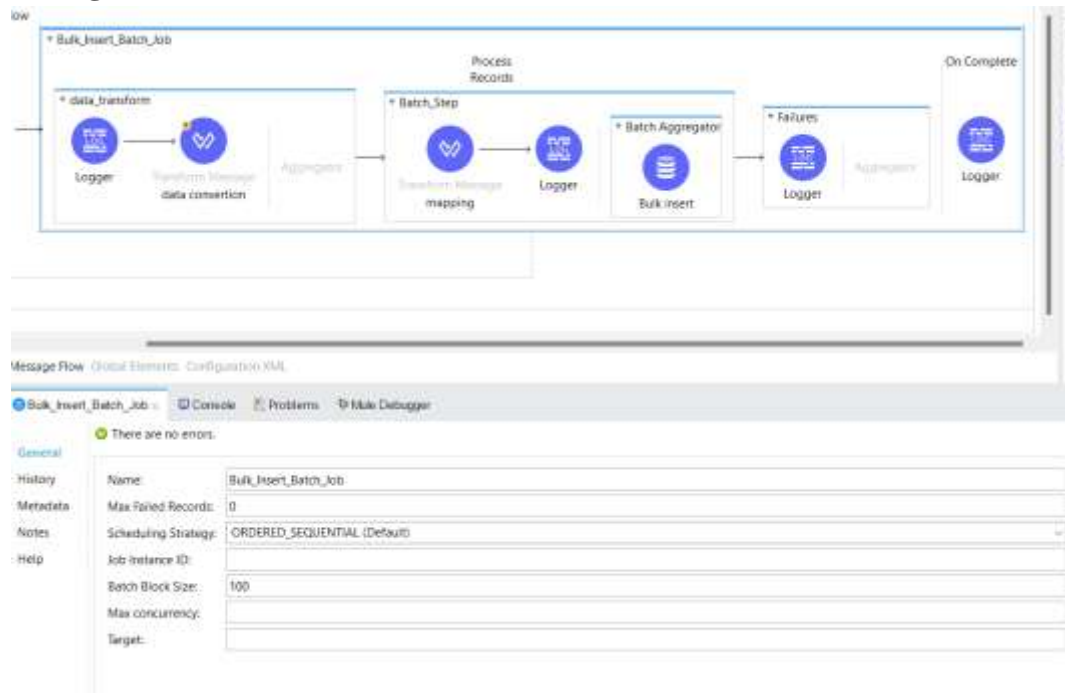 ow
Bulk_Insert_Batch_Job
Process
Records
On Complete
data_transform
Batch_Step
Batch Aggregator
Failures
Logger
Transform Message
data convertion
Aggregator
Transform Message
mapping
Logger
Bulk insert
Logger
Aggregator
Logger
Message Flow Global Elements Configuration XML
Bulk_Insert_Batch_Job Console Problems Mule Debugger
There are no errors.
General
History
Metadata
Notes
Help
Name: Bulk_Insert_Batch_Job
Max Failed Records: 0
Scheduling Strategy: ORDERED_SEQUENTIAL (Default)
Job Instance ID:
Batch Block Size: 100
Max concurrency:
Target: